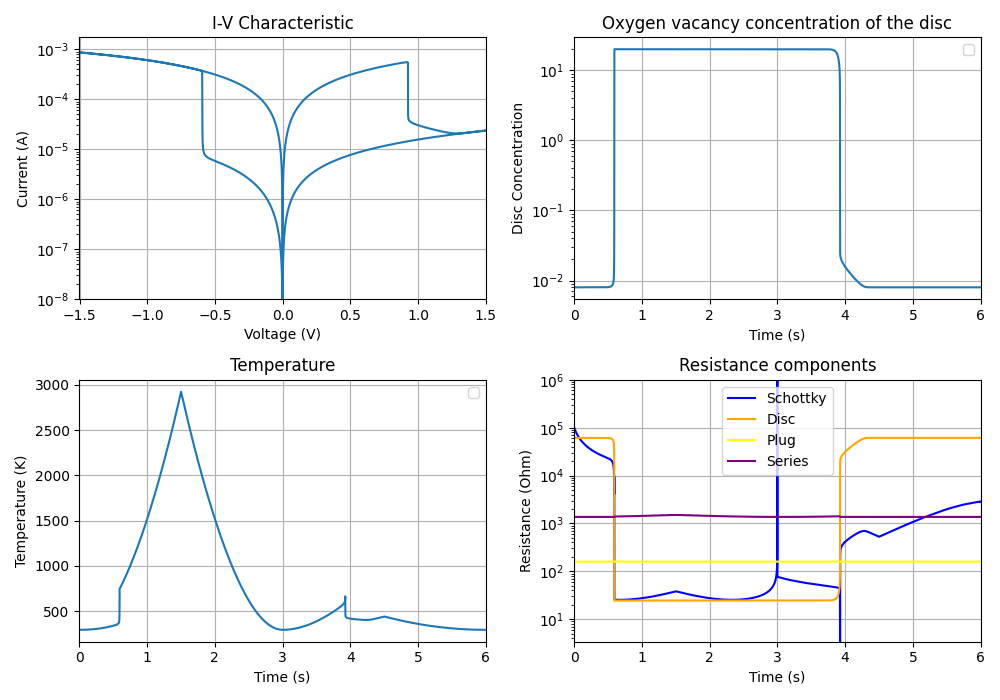 I-V Characteristic
Current (A)
10⁻³
10⁻⁴
10⁻⁵
10⁻⁶
10⁻⁷
10⁻⁸
−1.5 −1.0 −0.5 0.0 0.5 1.0 1.5
Voltage (V)
Oxygen vacancy concentration of the disc
Disc Concentration
10¹
10⁰
10⁻¹
10⁻²
0 1 2 3 4 5 6
Time (s)
Temperature
Temperature (K)
3000
2500
2000
1500
1000
500
0 1 2 3 4 5 6
Time (s)
Resistance components
Resistance (Ohm)
10⁶
10⁵
10⁴
10³
10²
10¹
Schottky
Disc
Plug
Series
0 1 2 3 4 5 6
Time (s)